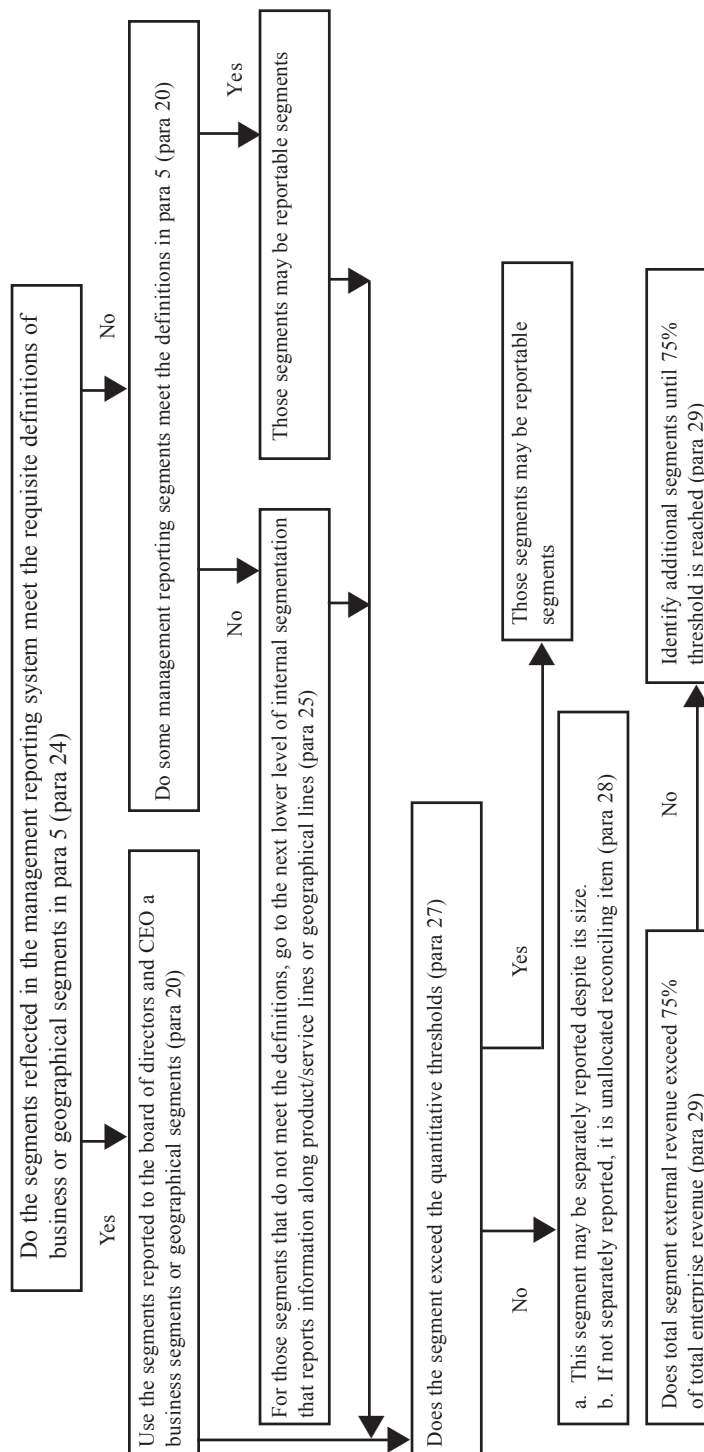 Do the segments reflected in the management reporting system meet the requisite definitions of
business or geographical segments in para 5 (para 24)
Yes
No
Use the segments reported to the board of directors and CEO a
business segments or geographical segments (para 20)
Do some management reporting segments meet the definitions in para 5 (para 20)
No
Yes
For those segments that do not meet the definitions, go to the next lower level of internal segmentation
that reports information along product/service lines or geographical lines (para 25)
Those segments may be reportable segments
Does the segment exceed the quantitative thresholds (para 27)
No
Yes
Those segments may be reportable
segments
a. This segment may be separately reported despite its size.
b. If not separately reported, it is unallocated reconciling item (para 28)
Does total segment external revenue exceed 75%
of total enterprise revenue (para 29)
No
Identify additional segments until 75%
threshold is reached (para 29)